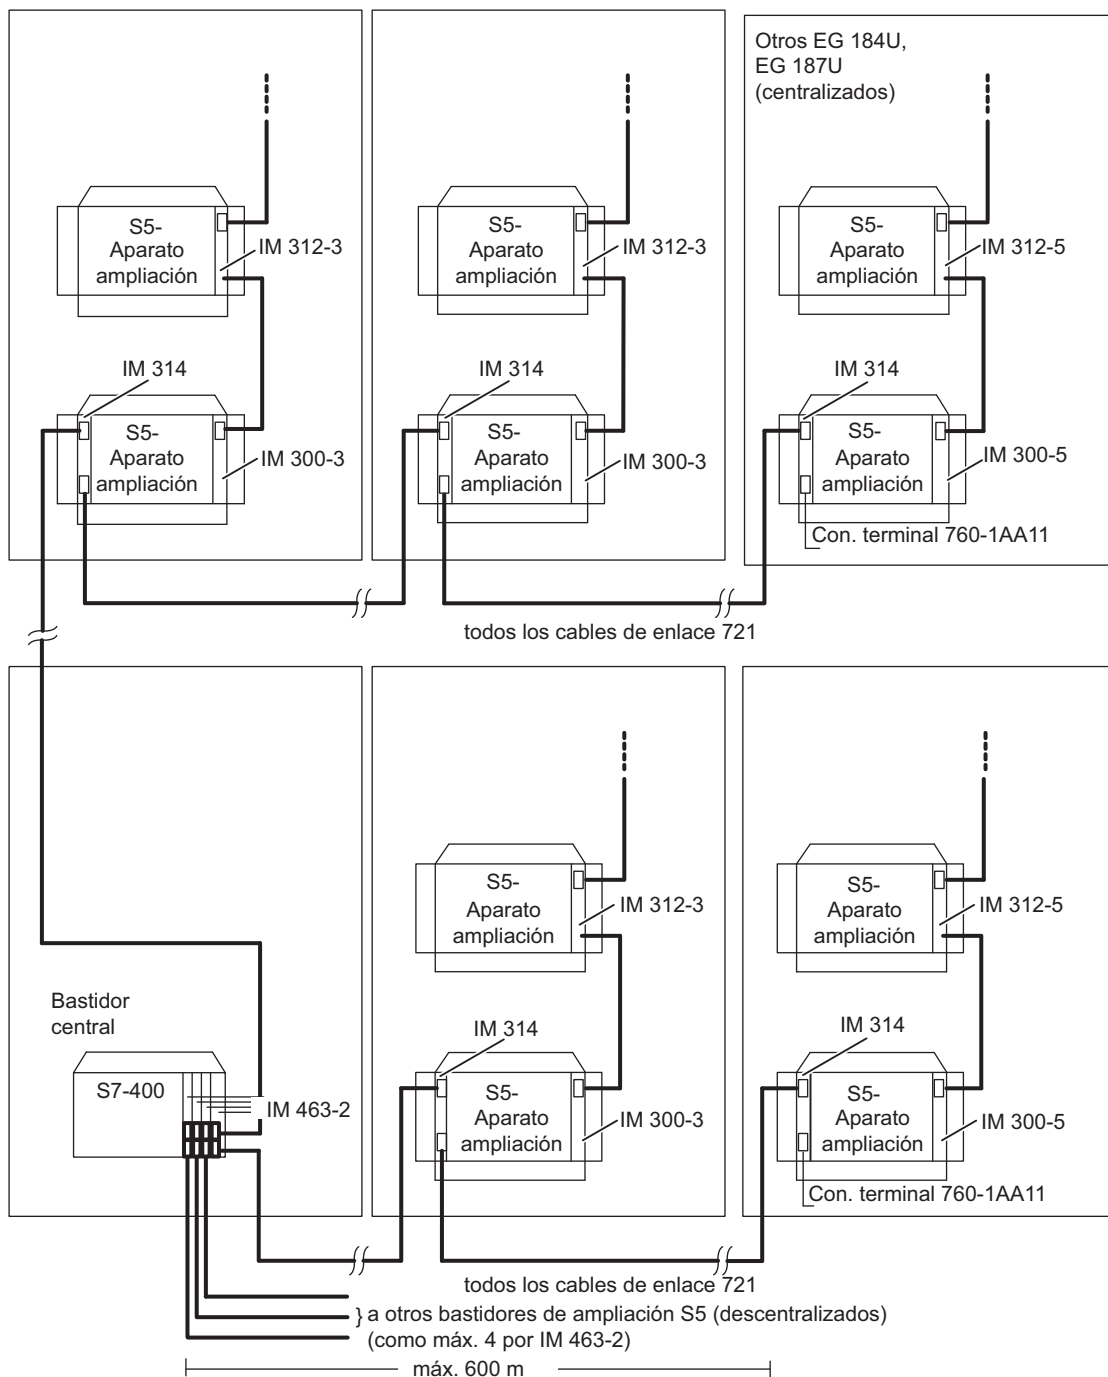 Otros EG 184U,
EG 187U
(centralizados)
S5-
Aparato
ampliación
IM 312-3
S5-
Aparato
ampliación
IM 312-3
S5-
Aparato
ampliación
IM 312-5
IM 314
S5-
Aparato
ampliación
IM 300-3
IM 314
S5-
Aparato
ampliación
IM 300-3
IM 314
S5-
Aparato
ampliación
IM 300-5
Con. terminal 760-1AA11
todos los cables de enlace 721
S5-
Aparato
ampliación
IM 312-3
S5-
Aparato
ampliación
IM 312-5
Bastidor
central
S7-400
IM 463-2
IM 314
S5-
Aparato
ampliación
IM 300-3
IM 314
S5-
Aparato
ampliación
IM 300-5
Con. terminal 760-1AA11
todos los cables de enlace 721
} a otros bastidores de ampliación S5 (descentralizados)
(como máx. 4 por IM 463-2)
máx. 600 m